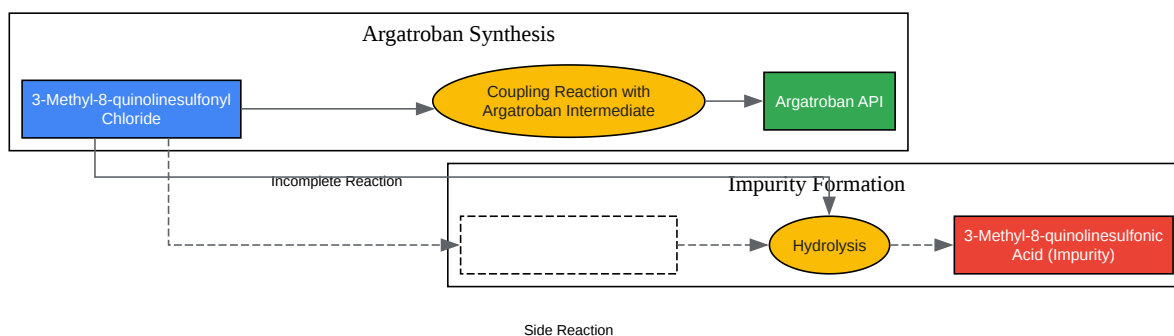 Argatroban Synthesis
3-Methyl-8-quinolinesulfonyl
Chloride
Coupling Reaction with
Argatroban Intermediate
Argatroban API
Incomplete Reaction
Impurity Formation
Hydrolysis
3-Methyl-8-quinolinesulfonic
Acid (Impurity)
Side Reaction